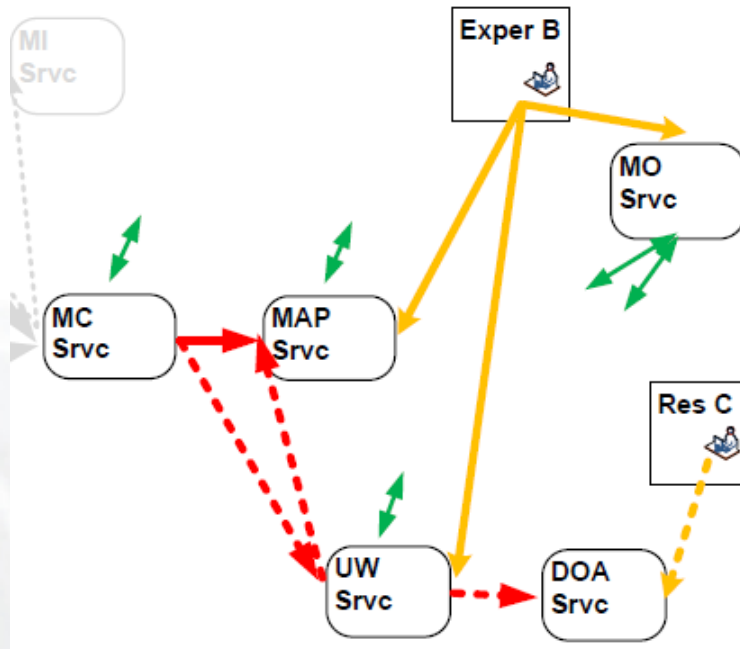 MI
Srvc
Exper B
MO
Srvc
MC
Srvc
MAP
Srvc
Res C
UW
Srvc
DOA
Srvc